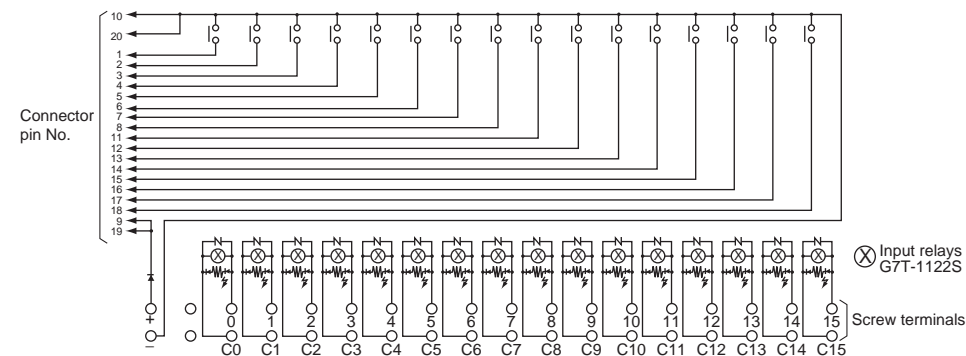 10
20
1
2
3
4
5
6
7
8
11
12
13
14
15
16
17
18
9
19
Connector
pin No.
N N N N N N N N N N N N N N N N
Input relays
G7T-1122S
+ 0 1 2 3 4 5 6 7 8 9 10 11 12 13 14 15
Screw terminals
– C0 C1 C2 C3 C4 C5 C6 C7 C8 C9 C10 C11 C12 C13 C14 C15